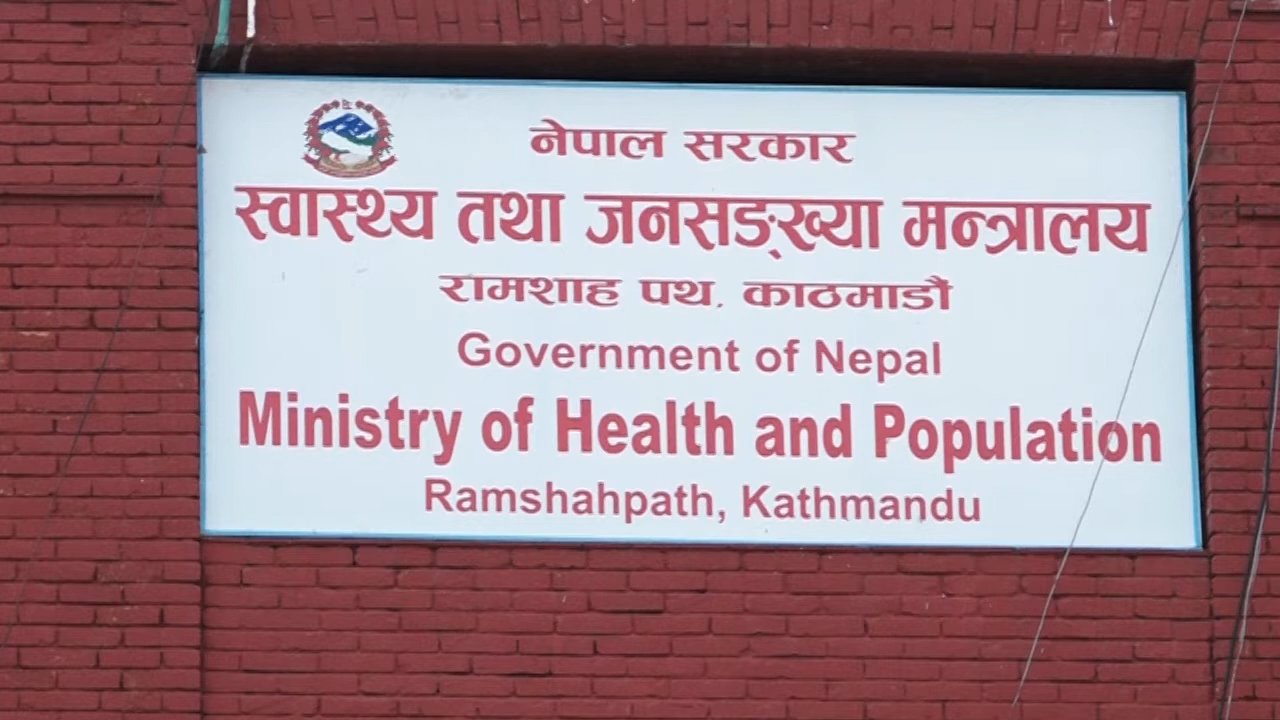 नेपाल सरकार
स्वास्थ्य तथा जनसङ्ख्या मन्त्रालय
रामशाह पथ, काठमाडौं
Government of Nepal
Ministry of Health and Population
Ramshahpath, Kathmandu